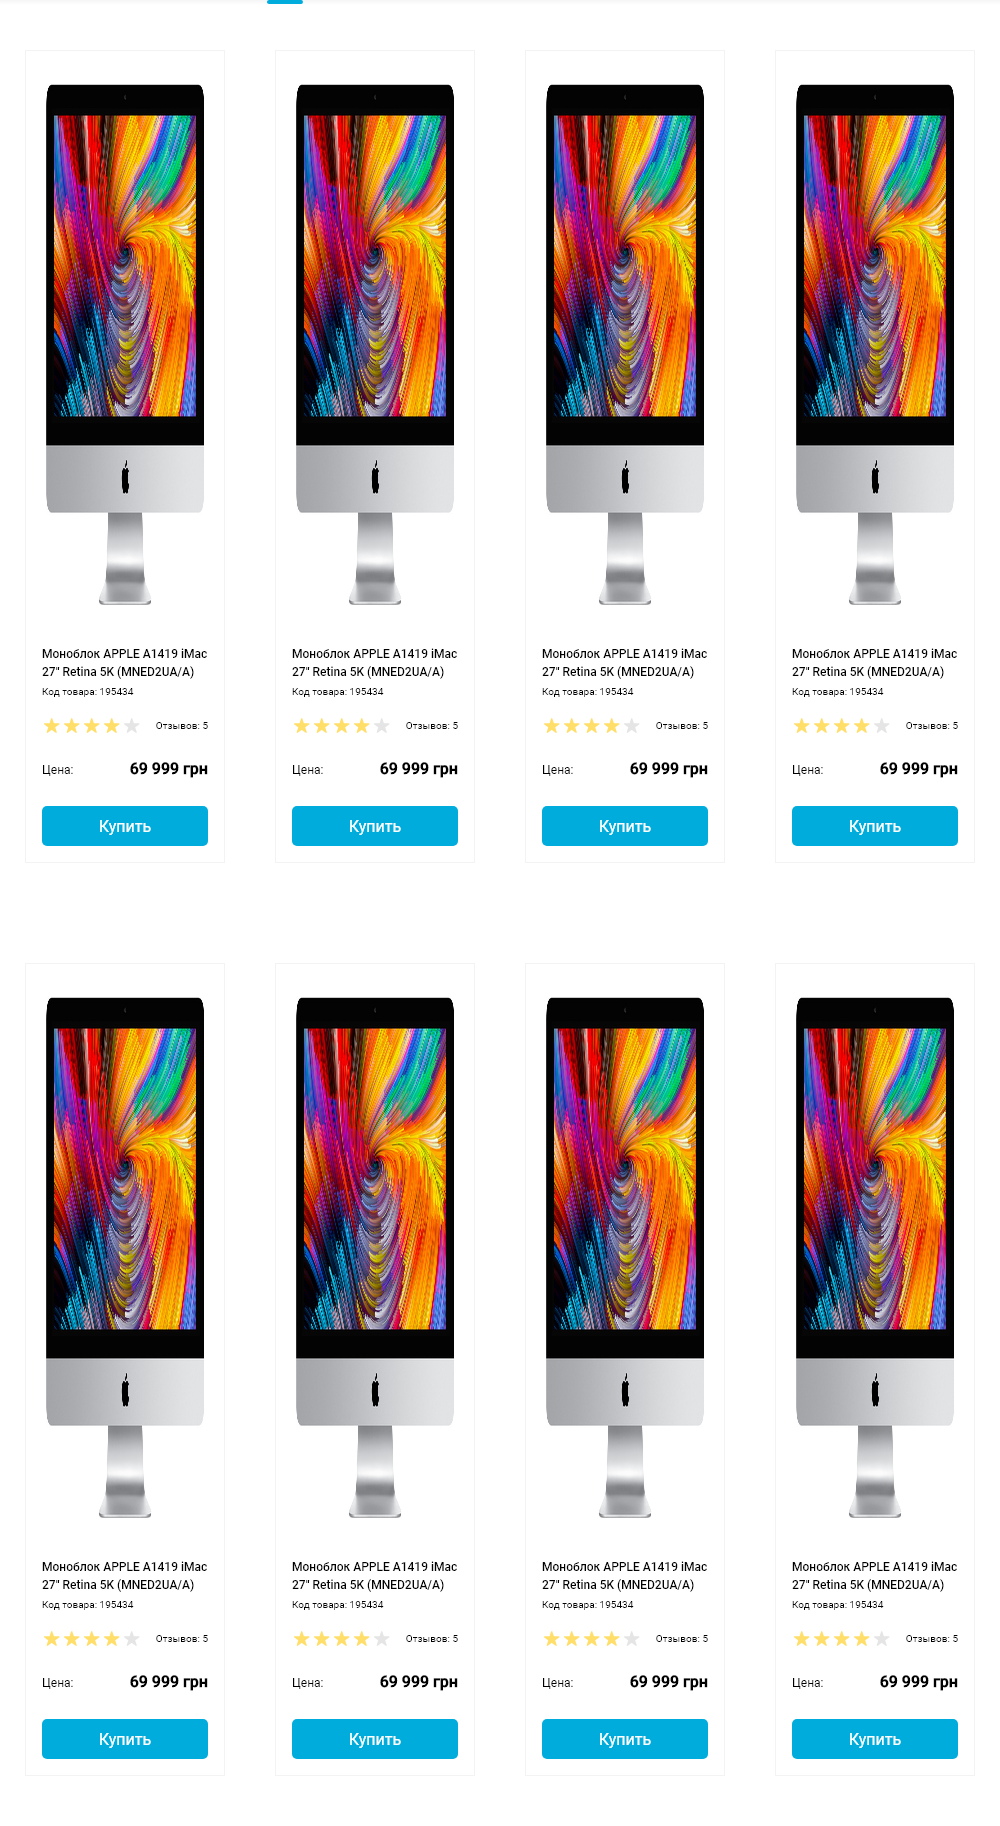 Моноблок APPLE A1419 iMac
27" Retina 5K (MNED2UA/A)
Код товара: 195434
Отзывов: 5
Цена: 69 999 грн
Купить
Моноблок APPLE A1419 iMac
27" Retina 5K (MNED2UA/A)
Код товара: 195434
Отзывов: 5
Цена: 69 999 грн
Купить
Моноблок APPLE A1419 iMac
27" Retina 5K (MNED2UA/A)
Код товара: 195434
Отзывов: 5
Цена: 69 999 грн
Купить
Моноблок APPLE A1419 iMac
27" Retina 5K (MNED2UA/A)
Код товара: 195434
Отзывов: 5
Цена: 69 999 грн
Купить
Моноблок APPLE A1419 iMac
27" Retina 5K (MNED2UA/A)
Код товара: 195434
Отзывов: 5
Цена: 69 999 грн
Купить
Моноблок APPLE A1419 iMac
27" Retina 5K (MNED2UA/A)
Код товара: 195434
Отзывов: 5
Цена: 69 999 грн
Купить
Моноблок APPLE A1419 iMac
27" Retina 5K (MNED2UA/A)
Код товара: 195434
Отзывов: 5
Цена: 69 999 грн
Купить
Моноблок APPLE A1419 iMac
27" Retina 5K (MNED2UA/A)
Код товара: 195434
Отзывов: 5
Цена: 69 999 грн
Купить